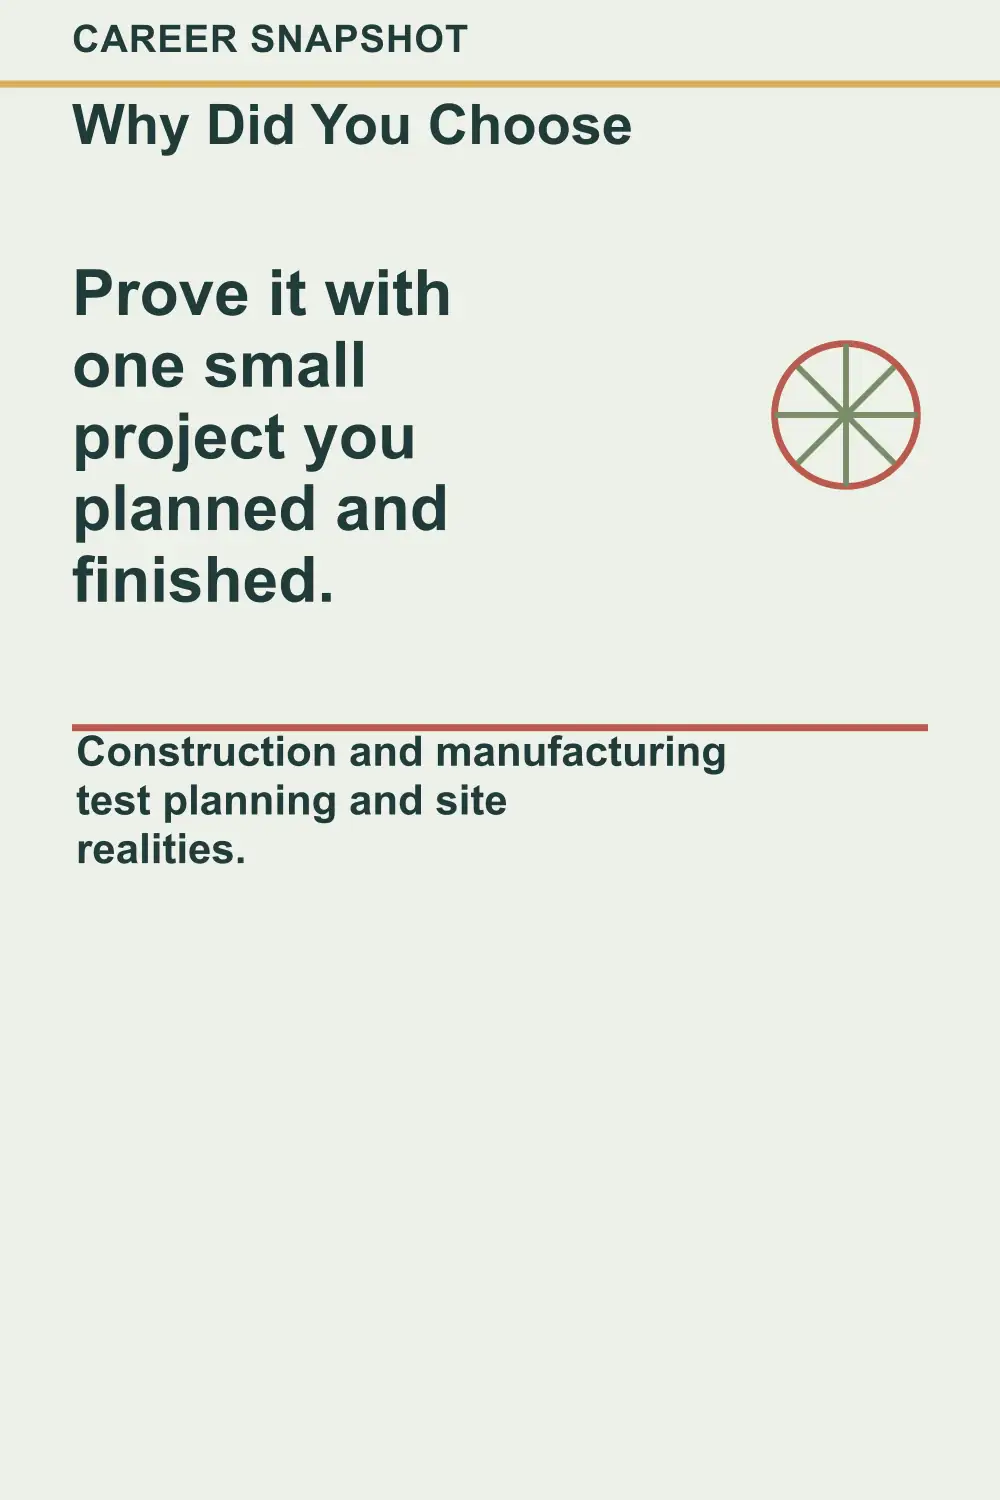 CAREER SNAPSHOT
Why Did You Choose
Prove it with
one small
project you
planned and
finished.
Construction and manufacturing
test planning and site
realities.